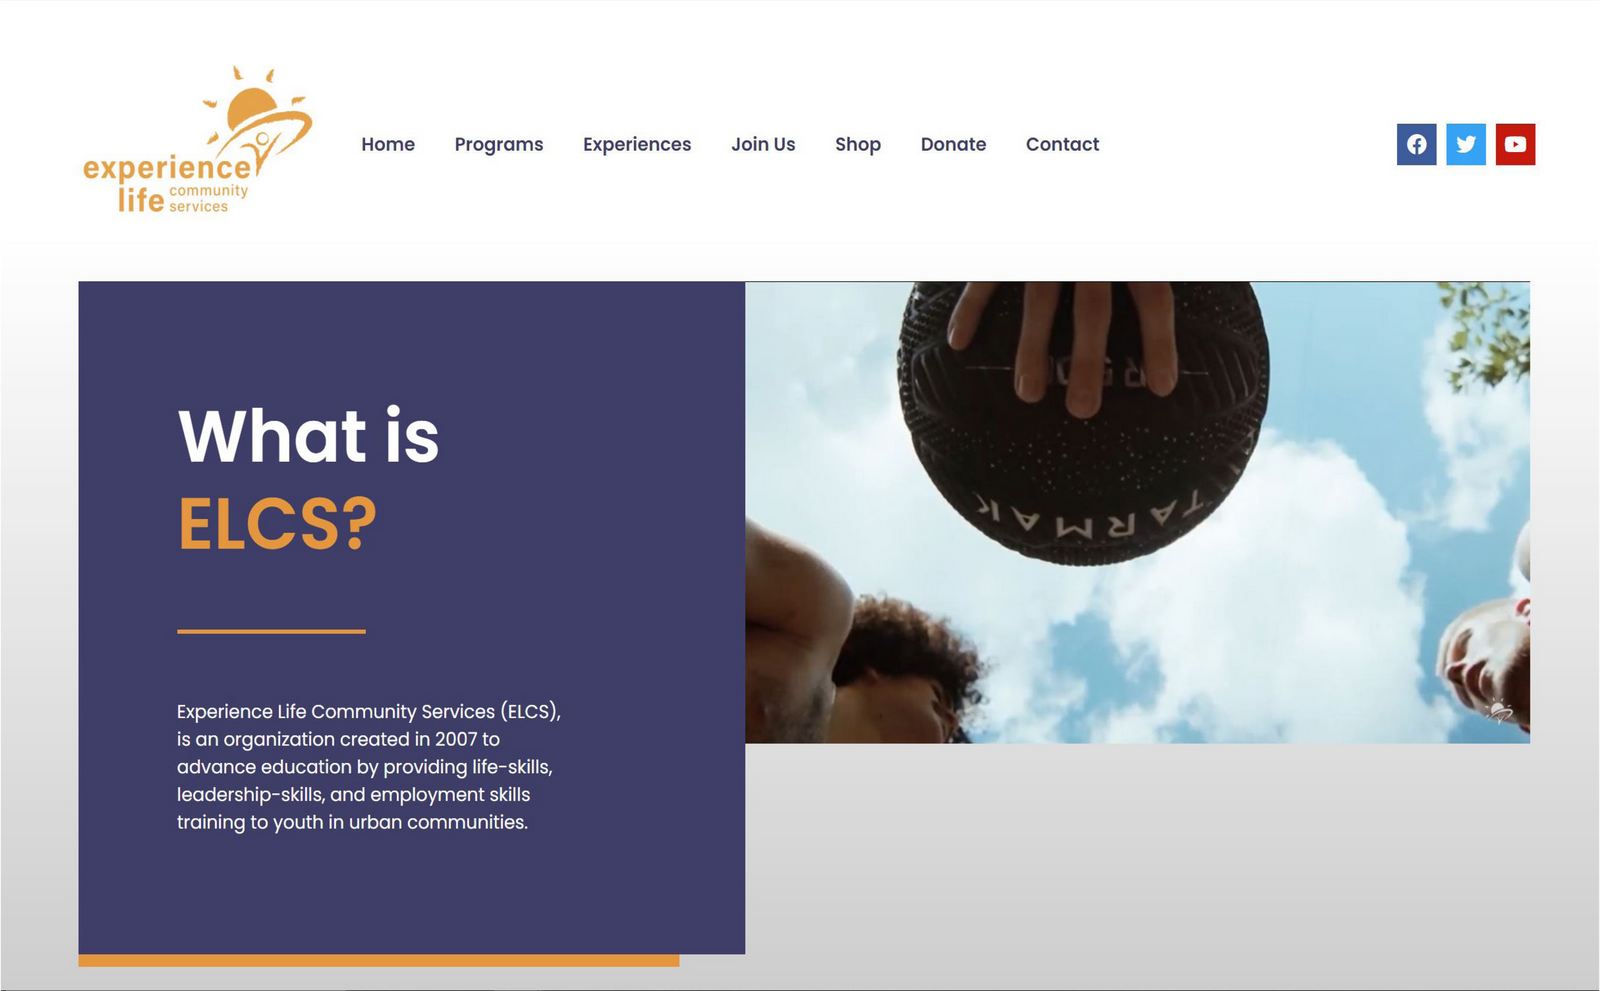 experience
life community
services
Home Programs Experiences Join Us Shop Donate Contact
What is
ELCS?
Experience Life Community Services (ELCS),
is an organization created in 2007 to
advance education by providing life-skills,
leadership-skills, and employment skills
training to youth in urban communities.
TARMAK